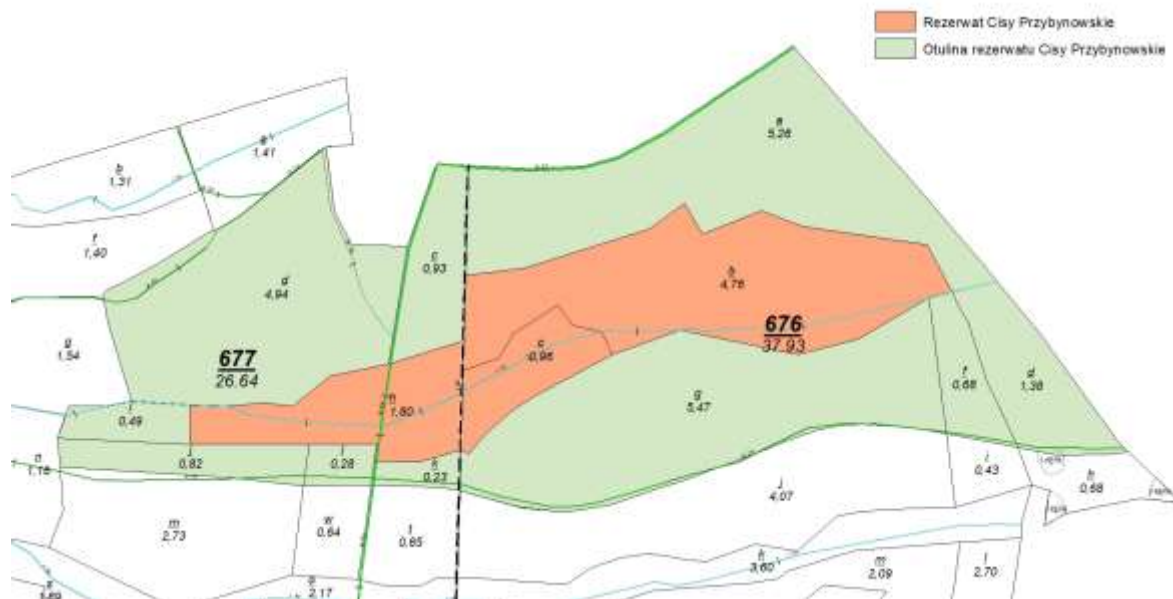 Rezerwat Cisy Przybynowskie
Otulina rezerwatu Cisy Przybynowskie
a
5,26
b
1,31
1,41
f
1,40
c
0,93
d
4,94
b
4,76
g
1,54
677
26.64
676
37.93
c
0,96
1,80
f
0,68
d
1,38
g
5,47
0,49
0,82
0,28
0,23
1,16
i
0,43
h
0,68
j
4,07
m
2,73
w
0,64
t
0,65
3,60
m
2,09
l
2,70
2,17